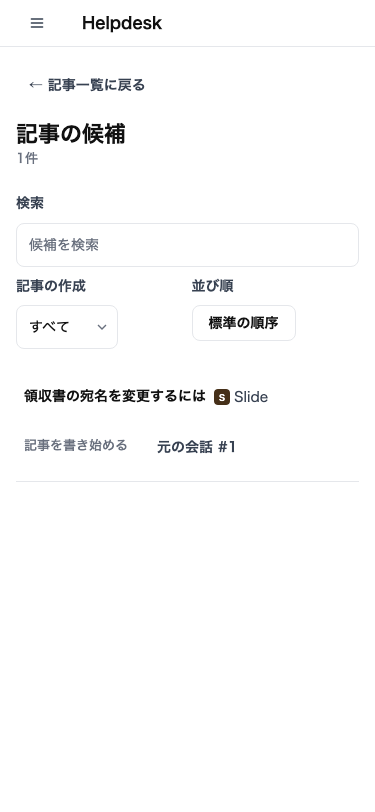 Helpdesk
← 記事一覧に戻る
記事の候補
1件
検索
候補を検索
記事の作成
並び順
すべて
標準の順序
領収書の宛名を変更するには S Slide
記事を書き始める
元の会話 #1